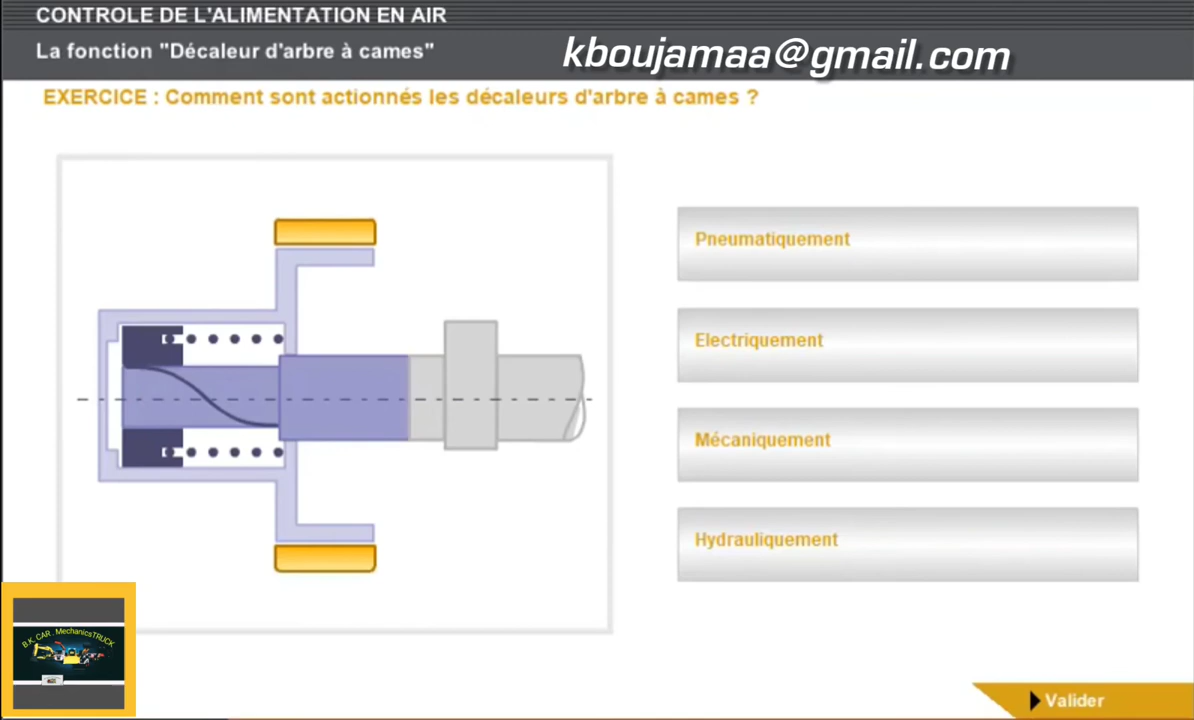 CONTROLE DE L'ALIMENTATION EN AIR
La fonction "Décaleur d'arbre à cames"
kboujamaa@gmail.com
EXERCICE : Comment sont actionnés les décaleurs d'arbre à cames ?
Pneumatiquement
Electriquement
Mécaniquement
Hydrauliquement
B.K. CAR . MechanicsTRUCK
Valider